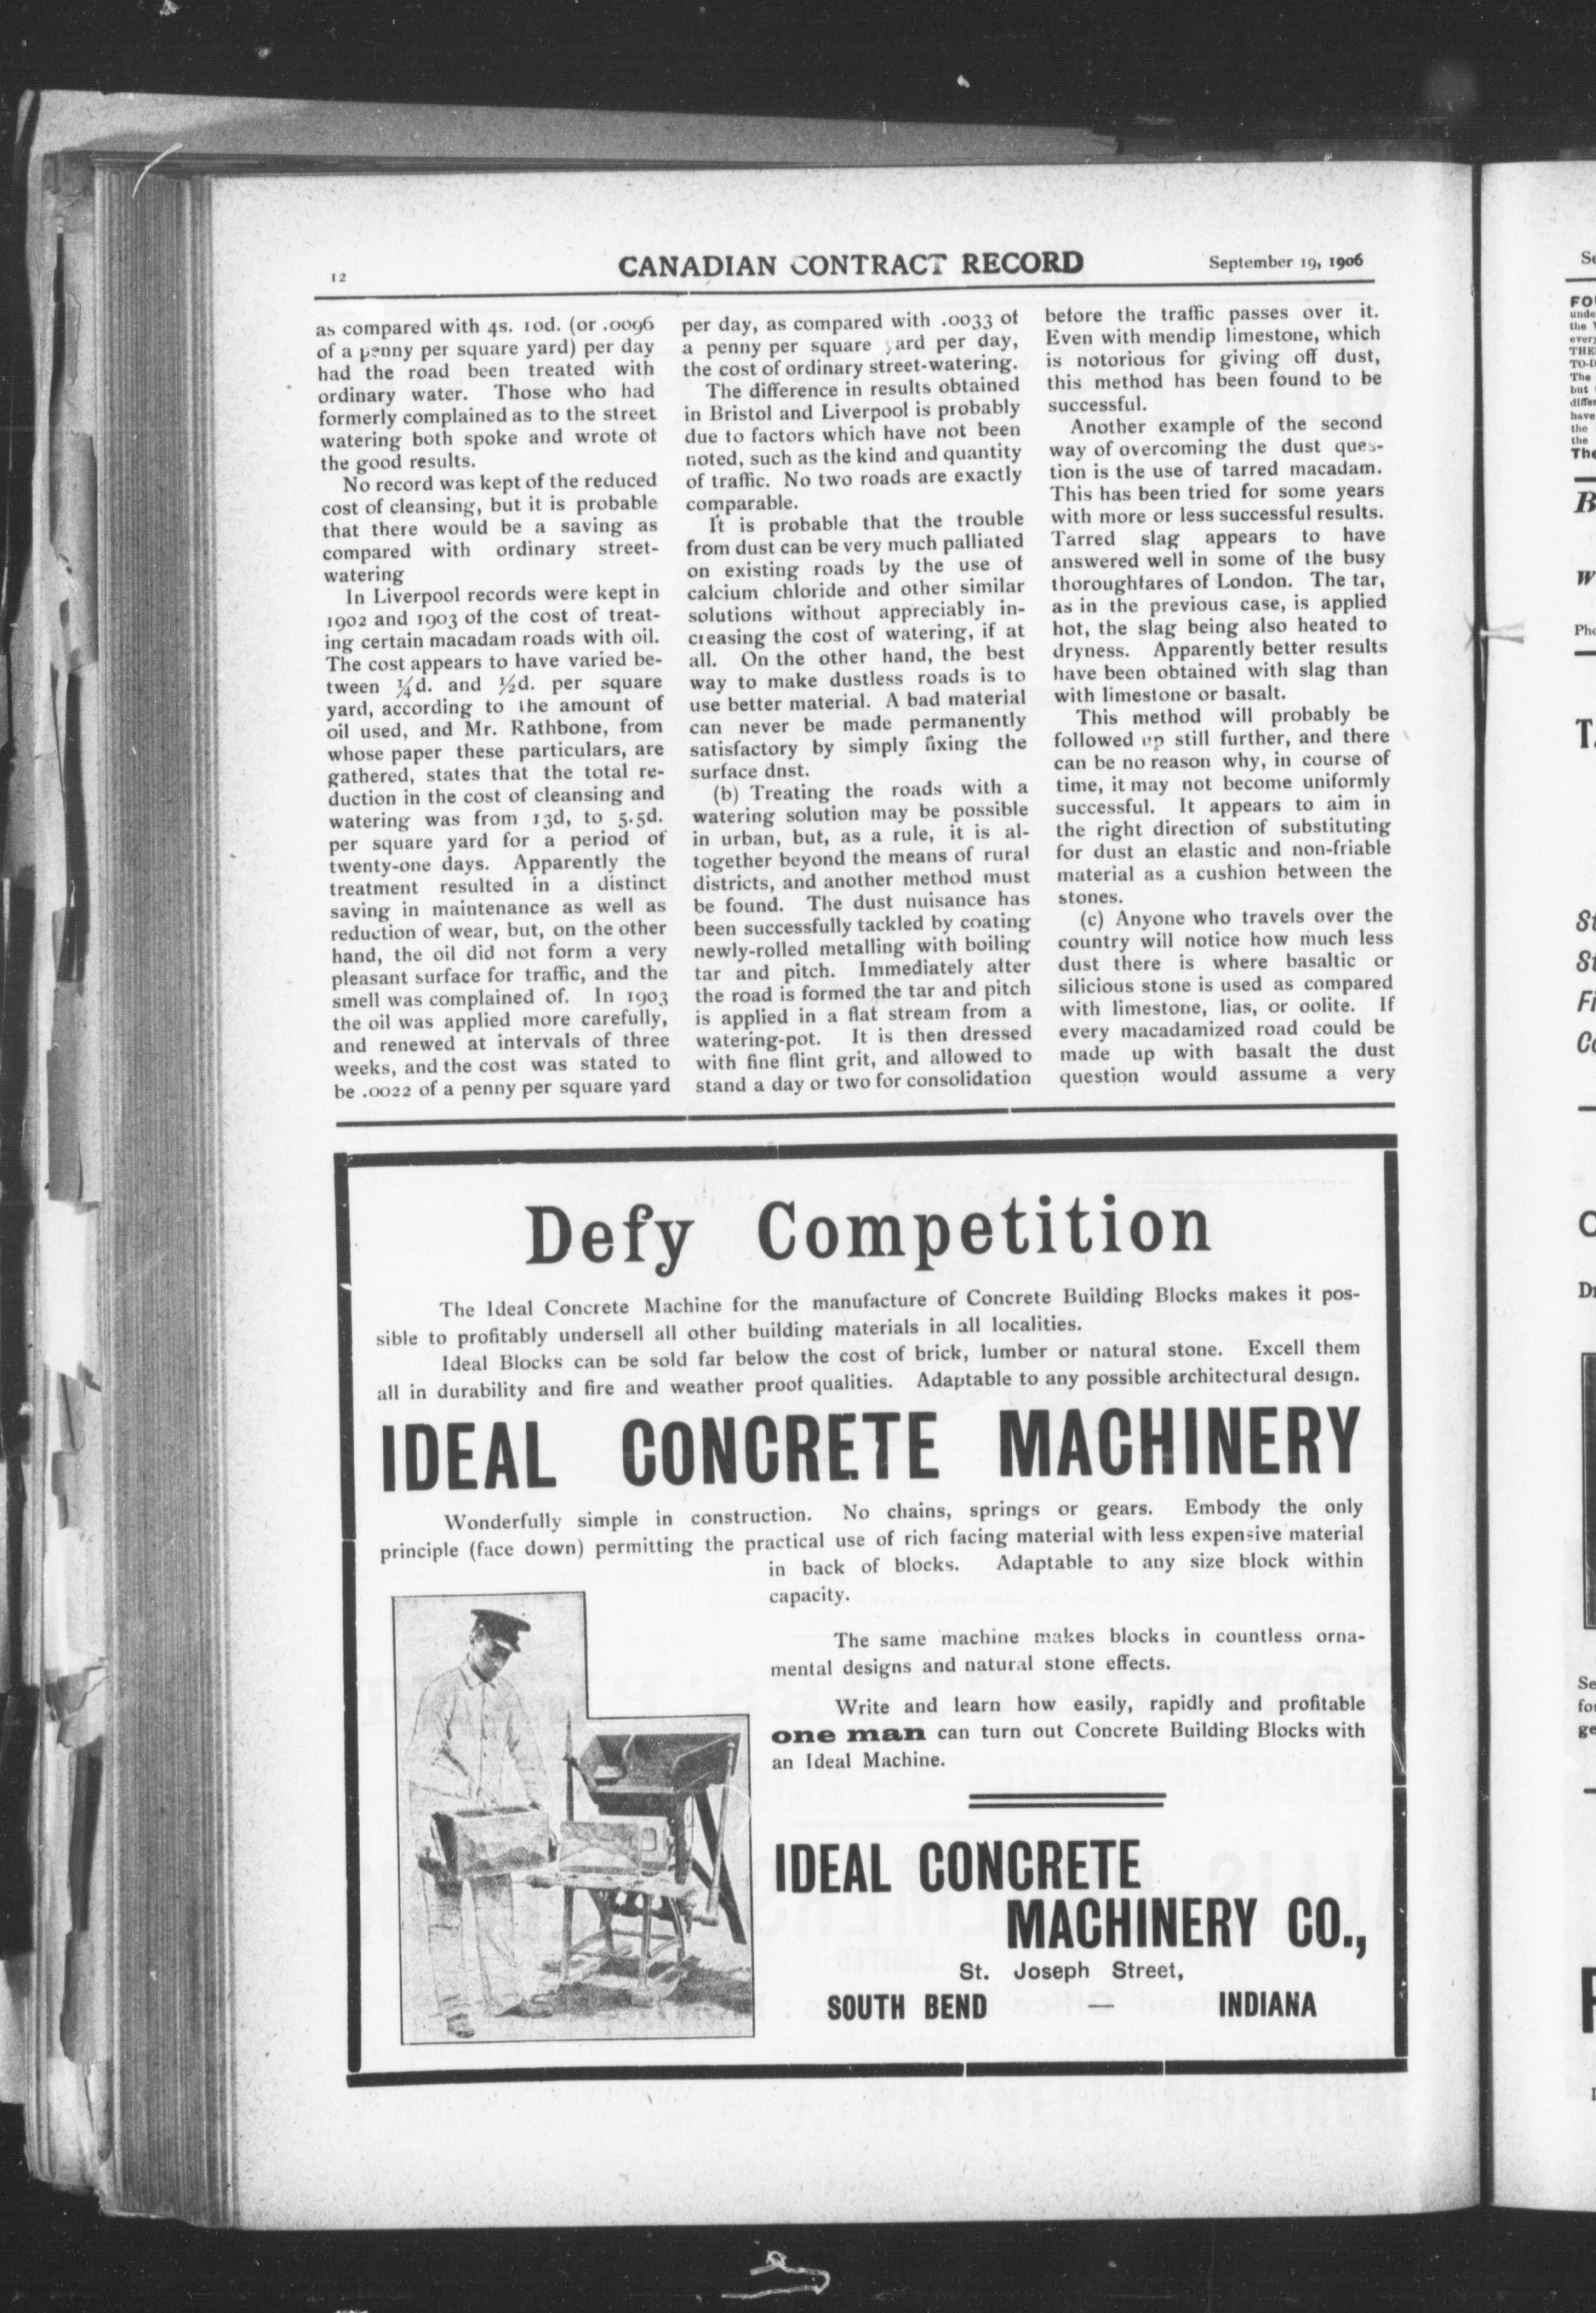 12
CANADIAN CONTRACT RECORD
September 19, 1906
as compared with 4s. 10d. (or .0096
of a penny per square yard) per day
had the road been treated with
ordinary water. Those who had
formerly complained as to the street
watering both spoke and wrote of
the good results.
No record was kept of the reduced
cost of cleansing, but it is probable
that there would be a saving as
compared with ordinary street-
watering
In Liverpool records were kept in
1902 and 1903 of the cost of treat-
ing certain macadam roads with oil.
The cost appears to have varied be-
tween ¼d. and ½d. per square
yard, according to the amount of
oil used, and Mr. Rathbone, from
whose paper these particulars, are
gathered, states that the total re-
duction in the cost of cleansing and
watering was from 13d, to 5.5d.
per square yard for a period of
twenty-one days. Apparently the
treatment resulted in a distinct
saving in maintenance as well as
reduction of wear, but, on the other
hand, the oil did not form a very
pleasant surface for traffic, and the
smell was complained of. In 1903
the oil was applied more carefully,
and renewed at intervals of three
weeks, and the cost was stated to
be .0022 of a penny per square yard
per day, as compared with .0033 of
a penny per square yard per day,
the cost of ordinary street-watering.
The difference in results obtained
in Bristol and Liverpool is probably
due to factors which have not been
noted, such as the kind and quantity
of traffic. No two roads are exactly
comparable.
It is probable that the trouble
from dust can be very much palliated
on existing roads by the use of
calcium chloride and other similar
solutions without appreciably in-
creasing the cost of watering, if at
all. On the other hand, the best
way to make dustless roads is to
use better material. A bad material
can never be made permanently
satisfactory by simply fixing the
surface dnst.
(b) Treating the roads with a
watering solution may be possible
in urban, but, as a rule, it is al-
together beyond the means of rural
districts, and another method must
be found. The dust nuisance has
been successfully tackled by coating
newly-rolled metalling with boiling
tar and pitch. Immediately after
the road is formed the tar and pitch
is applied in a flat stream from a
watering-pot. It is then dressed
with fine flint grit, and allowed to
stand a day or two for consolidation
before the traffic passes over it.
Even with mendip limestone, which
is notorious for giving off dust,
this method has been found to be
successful.
Another example of the second
way of overcoming the dust ques-
tion is the use of tarred macadam.
This has been tried for some years
with more or less successful results.
Tarred slag appears to have
answered well in some of the busy
thoroughfares of London. The tar,
as in the previous case, is applied
hot, the slag being also heated to
dryness. Apparently better results
have been obtained with slag than
with limestone or basalt.
This method will probably be
followed up still further, and there
can be no reason why, in course of
time, it may not become uniformly
successful. It appears to aim in
the right direction of substituting
for dust an elastic and non-friable
material as a cushion between the
stones.
(c) Anyone who travels over the
country will notice how much less
dust there is where basaltic or
silicious stone is used as compared
with limestone, lias, or oolite. If
every macadamized road could be
made up with basalt the dust
question would assume a very
Defy Competition
The Ideal Concrete Machine for the manufacture of Concrete Building Blocks makes it pos-
sible to profitably undersell all other building materials in all localities.
Ideal Blocks can be sold far below the cost of brick, lumber or natural stone. Excell them
all in durability and fire and weather proof qualities. Adaptable to any possible architectural design.
IDEAL CONCRETE MACHINERY
Wonderfully simple in construction. No chains, springs or gears. Embody the only
principle (face down) permitting the practical use of rich facing material with less expensive material
in back of blocks. Adaptable to any size block within
capacity.
The same machine makes blocks in countless orna-
mental designs and natural stone effects.
Write and learn how easily, rapidly and profitable
one man can turn out Concrete Building Blocks with
an Ideal Machine.
IDEAL CONCRETE
MACHINERY CO.,
St. Joseph Street,
SOUTH BEND — INDIANA